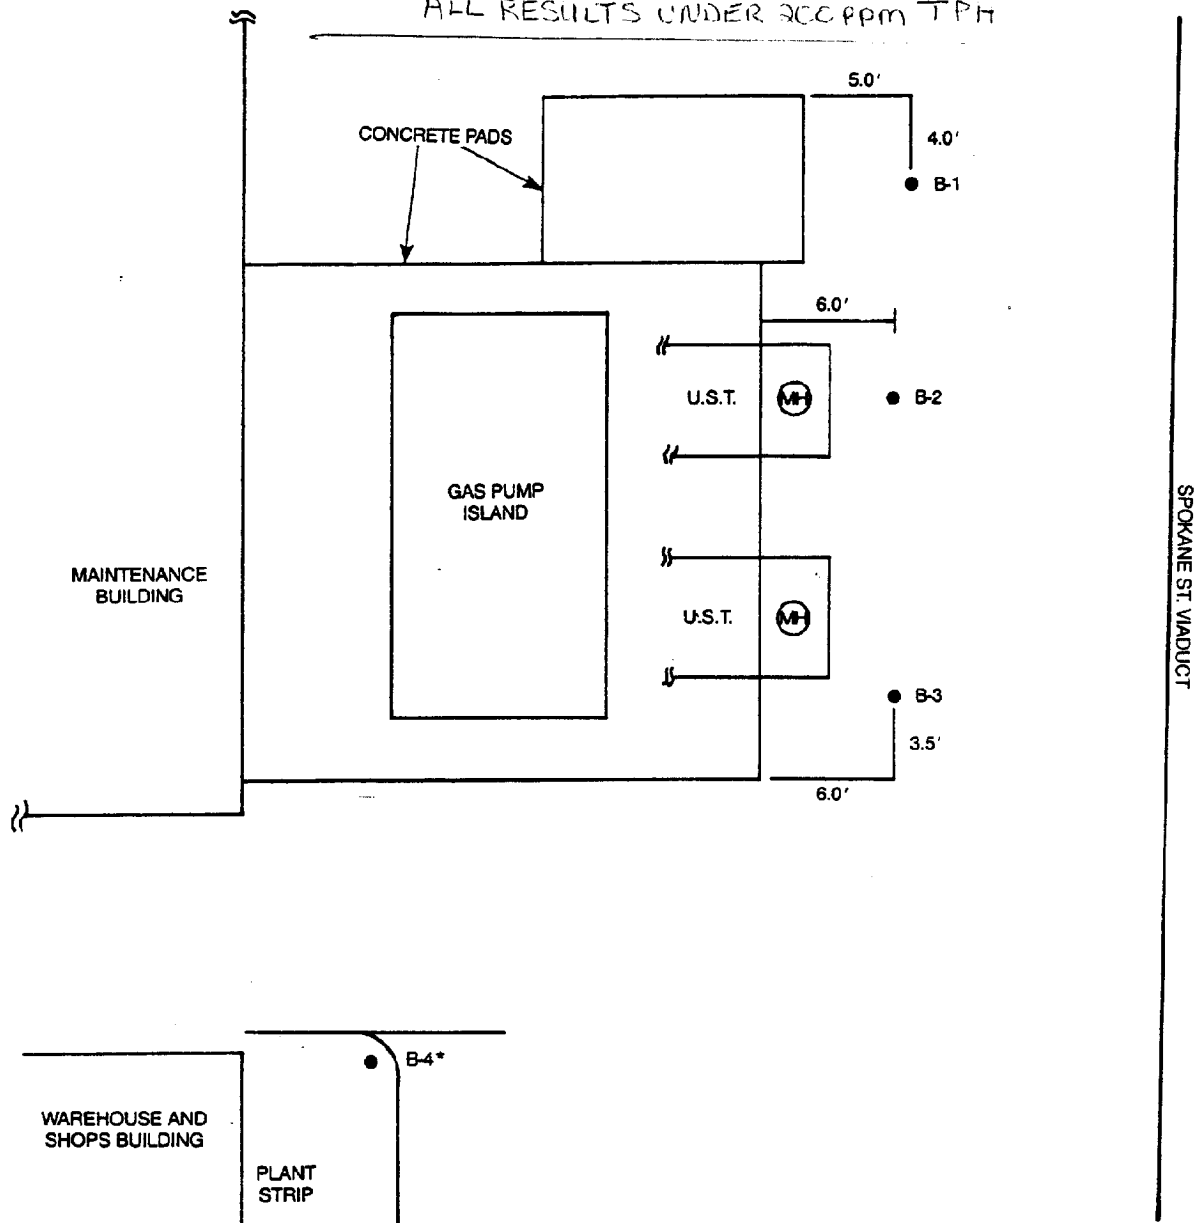 ALL RESULTS UNDER 200 ppm TPH
5.0'
CONCRETE PADS
4.0'
B-1
6.0'
U.S.T.
MH
B-2
GAS PUMP
ISLAND
MAINTENANCE
BUILDING
U.S.T.
MH
SPOKANE ST. VIADUCT
B-3
3.5'
6.0'
B-4*
WAREHOUSE AND
SHOPS BUILDING
PLANT
STRIP